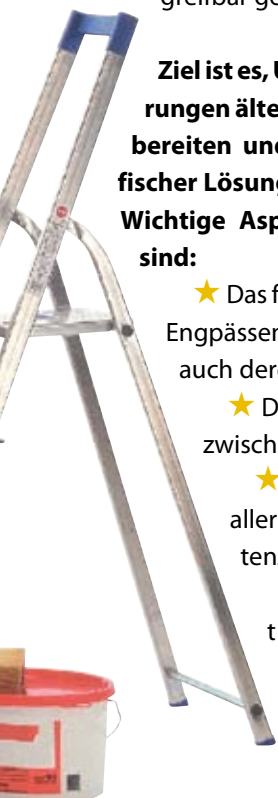 greifbar ge
Ziel ist es, U
rungen älte
bereiten und
fischer Lösung
Wichtige Asp
sind:
★ Das f
Engpässen
auch dere
★ D
zwisch
★
aller
ten
t